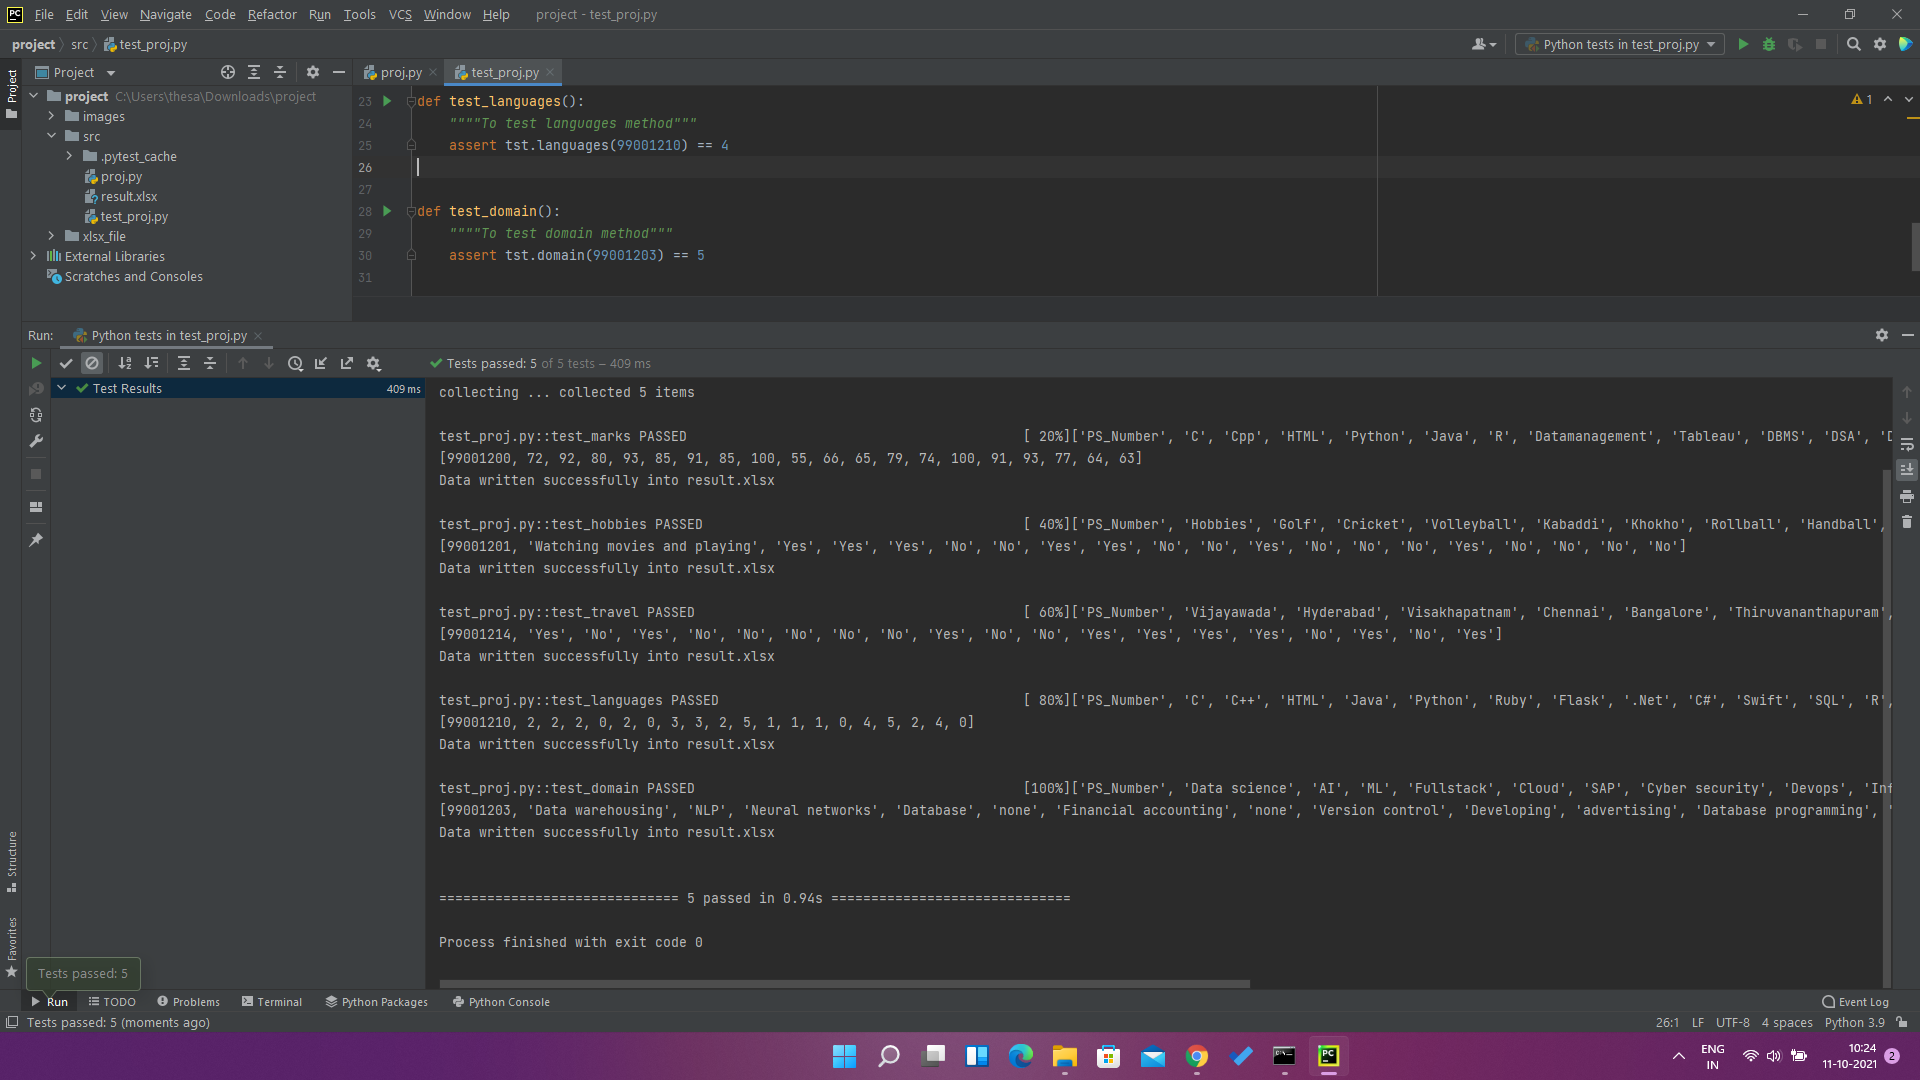 PC File Edit View Navigate Code Refactor Run Tools VCS Window Help project - test_proj.py
project src test_proj.py Python tests in test_proj.py
Project proj.py test_proj.py
Project
project C:\Users\thesa\Downloads\project
images
src
.pytest_cache
proj.py
result.xlsx
test_proj.py
xlsx_file
External Libraries
Scratches and Consoles
23 def test_languages():
24 """"To test languages method"""
25 assert tst.languages(99001210) == 4
26
27
28 def test_domain():
29 """"To test domain method"""
30 assert tst.domain(99001203) == 5
31
1
Run: Python tests in test_proj.py
Tests passed: 5 of 5 tests – 409 ms
Test Results 409 ms
collecting ... collected 5 items
test_proj.py::test_marks PASSED [ 20%]['PS_Number', 'C', 'Cpp', 'HTML', 'Python', 'Java', 'R', 'Datamanagement', 'Tableau', 'DBMS', 'DSA',
[99001200, 72, 92, 80, 93, 85, 91, 85, 100, 55, 66, 65, 79, 74, 100, 91, 93, 77, 64, 63]
Data written successfully into result.xlsx
test_proj.py::test_hobbies PASSED [ 40%]['PS_Number', 'Hobbies', 'Golf', 'Cricket', 'Volleyball', 'Kabaddi', 'Khokho', 'Rollball', 'Handball',
[99001201, 'Watching movies and playing', 'Yes', 'Yes', 'Yes', 'No', 'No', 'Yes', 'Yes', 'No', 'No', 'Yes', 'No', 'No', 'No', 'Yes', 'No', 'No', 'No', 'No']
Data written successfully into result.xlsx
test_proj.py::test_travel PASSED [ 60%]['PS_Number', 'Vijayawada', 'Hyderabad', 'Visakhapatnam', 'Chennai', 'Bangalore', 'Thiruvananthapuram',
[99001214, 'Yes', 'No', 'Yes', 'No', 'No', 'No', 'No', 'No', 'Yes', 'No', 'No', 'Yes', 'Yes', 'Yes', 'Yes', 'No', 'Yes', 'No', 'Yes']
Data written successfully into result.xlsx
test_proj.py::test_languages PASSED [ 80%]['PS_Number', 'C', 'C++', 'HTML', 'Java', 'Python', 'Ruby', 'Flask', '.Net', 'C#', 'Swift', 'SQL', 'R',
[99001210, 2, 2, 2, 0, 2, 0, 3, 3, 2, 5, 1, 1, 1, 0, 4, 5, 2, 4, 0]
Data written successfully into result.xlsx
test_proj.py::test_domain PASSED [100%]['PS_Number', 'Data science', 'AI', 'ML', 'Fullstack', 'Cloud', 'SAP', 'Cyber security', 'Devops', 'Inf
[99001203, 'Data warehousing', 'NLP', 'Neural networks', 'Database', 'none', 'Financial accounting', 'none', 'Version control', 'Developing', 'advertising', 'Database programming', '
Data written successfully into result.xlsx
============================== 5 passed in 0.94s ==============================
Process finished with exit code 0
Structure
Favorites
Tests passed: 5
Run TODO Problems Terminal Python Packages Python Console Event Log
Tests passed: 5 (moments ago) 26:1 LF UTF-8 4 spaces Python 3.9
PC
ENG
IN
10:24
11-10-2021
2